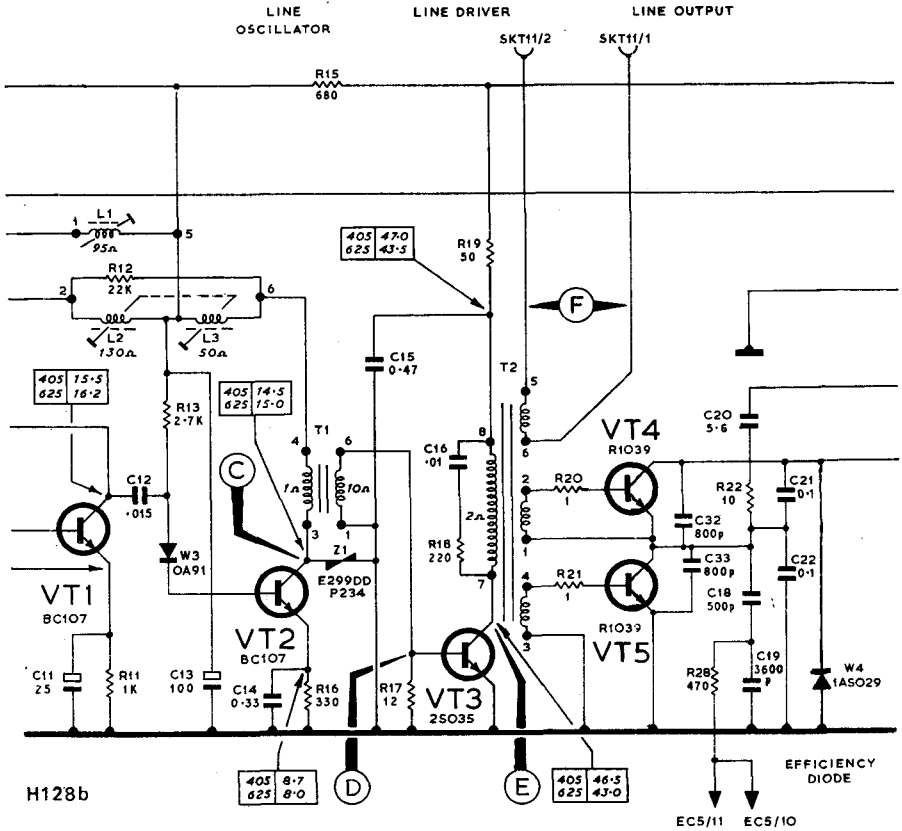 LINE OSCILLATOR
LINE DRIVER
LINE OUTPUT
SKT11/2
SKT11/1
R15
680
1
L1
95Ω
5
R12
22K
2
6
L2
130Ω
L3
50Ω
405 47·0
625 43·5
R19
50
F
C15
0·47
T2
5
6
405 15·5
625 16·2
R13
2·7K
405 14·5
625 15·0
C
T1
4
6
1Ω
10Ω
3
1
8
C16
·01
2Ω
R18
220
7
2
1
4
3
R20
1
R21
1
VT4
R1039
C20
5·6
R22
10
C21
0·1
C32
800p
C33
800p
C22
0·1
C18
500p
R1039
VT5
C12
·015
W3
OA91
Z1
E299DD
P234
VT1
BC107
VT2
BC107
VT3
2S035
C11
25
R11
1K
C13
100
C14
0·33
R16
330
R17
12
R28
470
C19
3600
p
W4
1AS029
405 8·7
625 8·0
D
E
405 46·5
625 43·0
EFFICIENCY
DIODE
H128b
EC5/11
EC5/10